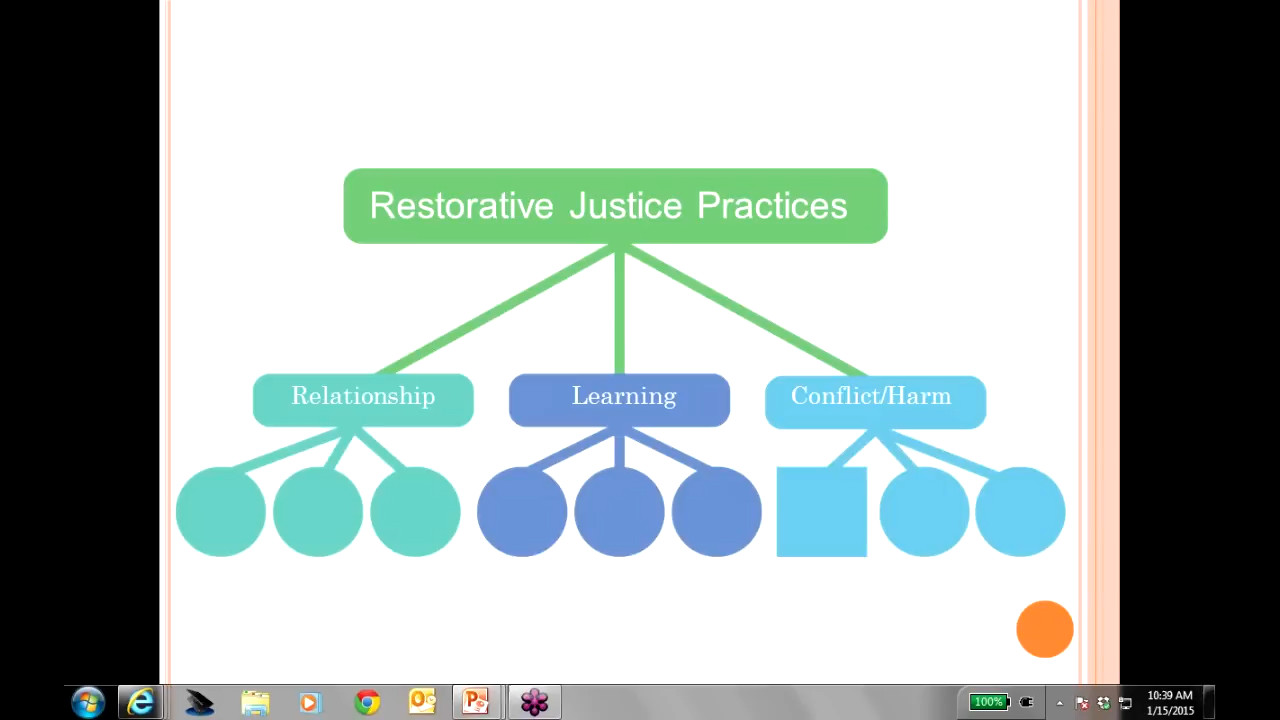 Restorative Justice Practices
Relationship
Learning
Conflict/Harm
100%
10:39 AM
1/15/2015